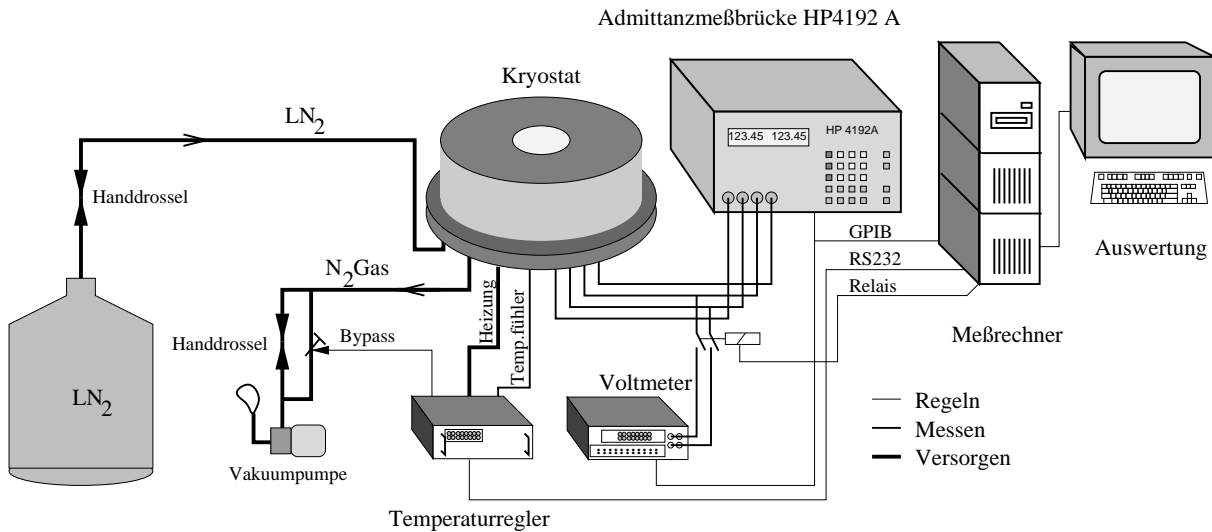 Admittanzmeßbrücke HP4192 A
Kryostat
LN2
123.45 123.45
HP 4192A
Handdrossel
GPIB
Auswertung
RS232
N2Gas
Relais
Heizung
Temp.fühler
Meßrechner
Handdrossel
Bypass
Voltmeter
LN2
Regeln
Messen
Versorgen
Vakuumpumpe
Temperaturregler